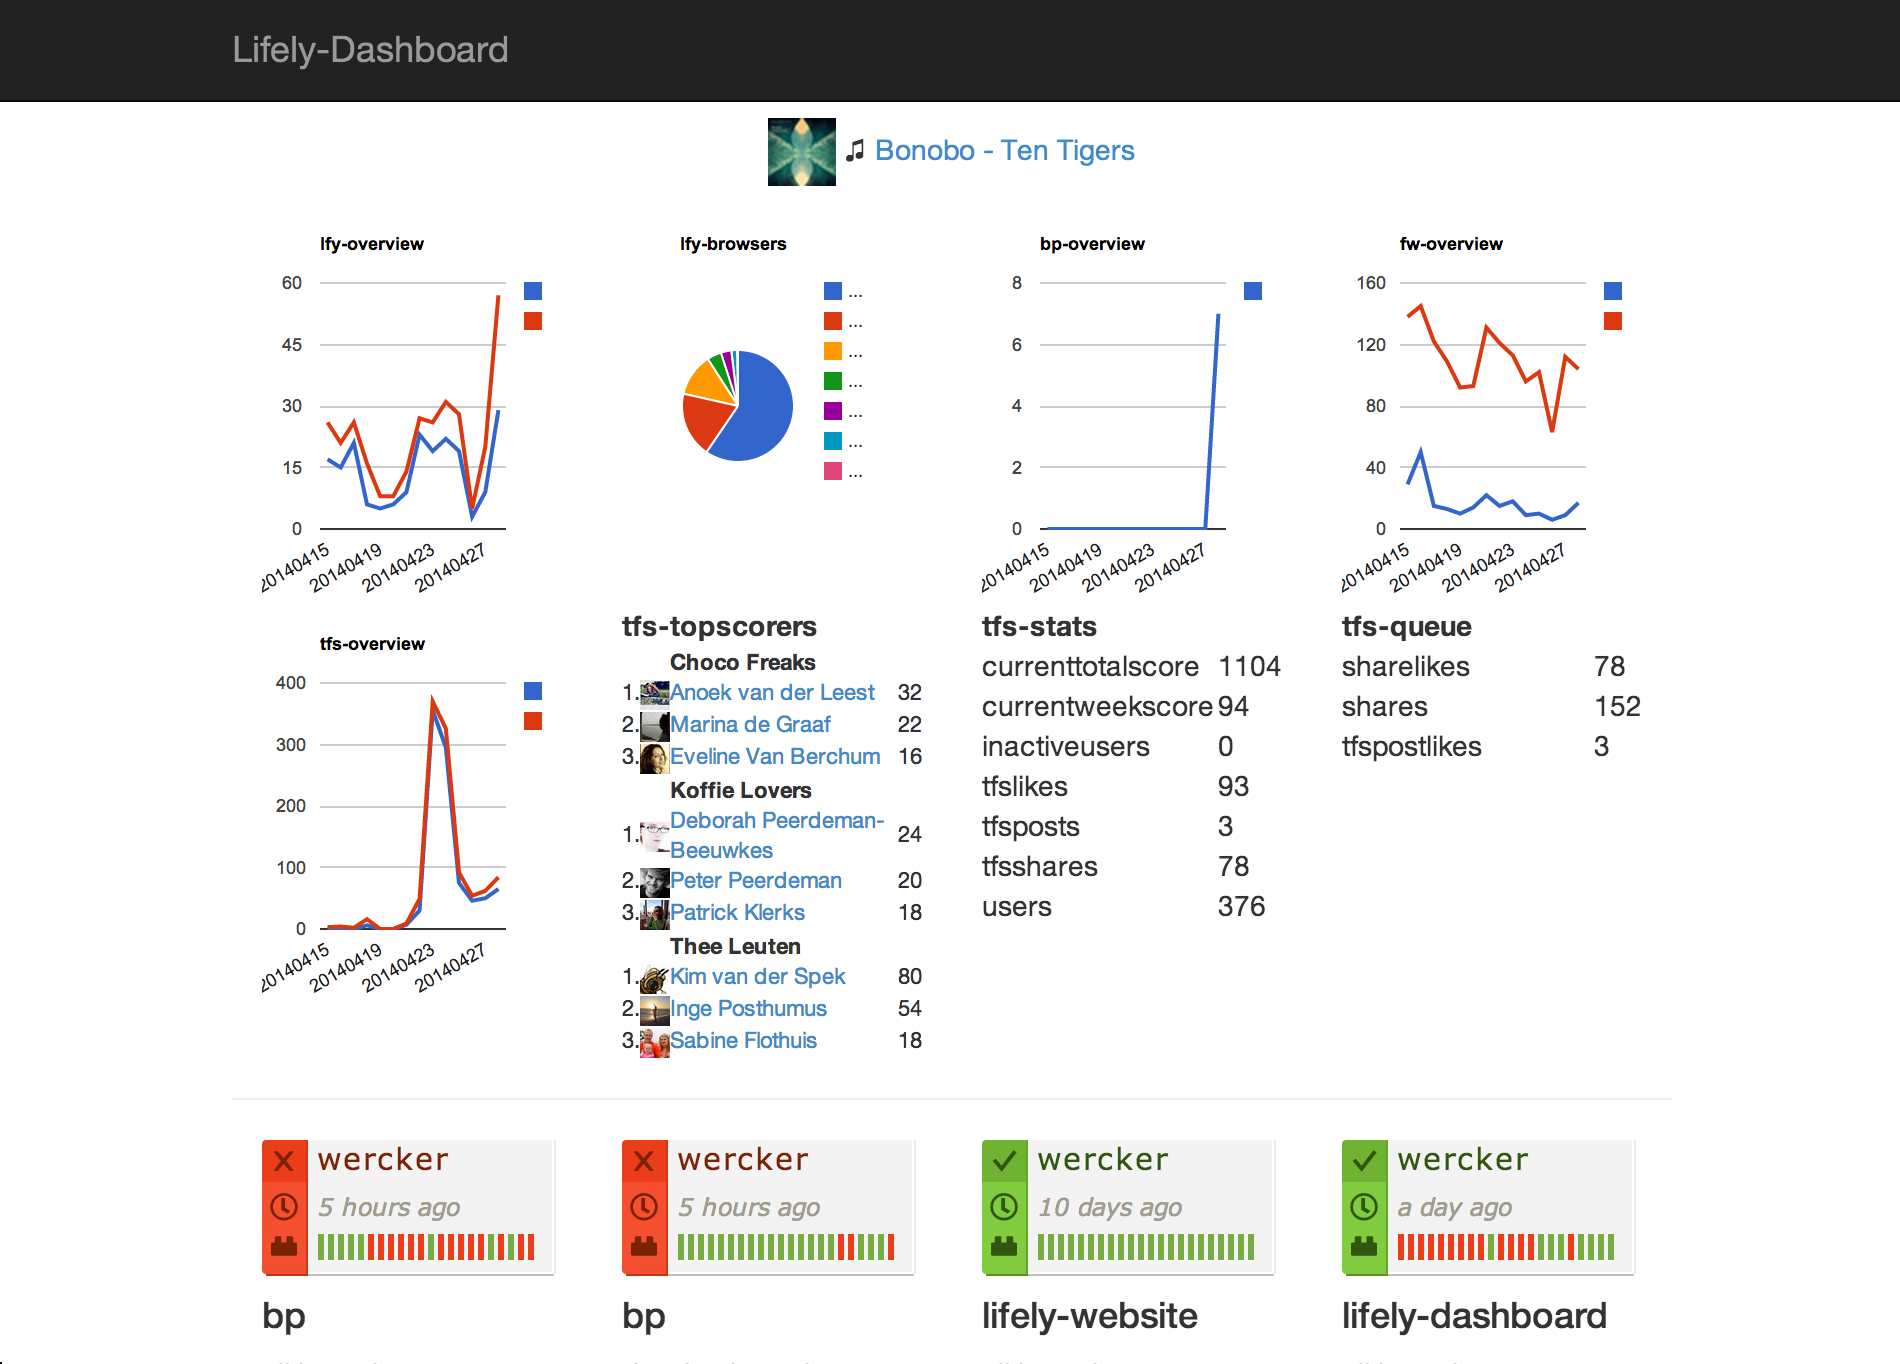 Lifely-Dashboard
Bonobo - Ten Tigers
lfy-overview
60
45
30
15
0
20140415
20140419
20140423
20140427
lfy-browsers
...
...
...
...
...
...
...
bp-overview
8
6
4
2
0
20140415
20140419
20140423
20140427
fw-overview
160
120
80
40
0
20140415
20140419
20140423
20140427
tfs-overview
400
300
200
100
0
20140415
20140419
20140423
20140427
tfs-topscorers
Choco Freaks
1. Anoek van der Leest 32
2. Marina de Graaf 22
3. Eveline Van Berchum 16
Koffie Lovers
1. Deborah Peerdeman-
Beeuwkes 24
2. Peter Peerdeman 20
3. Patrick Klerks 18
Thee Leuten
1. Kim van der Spek 80
2. Inge Posthumus 54
3. Sabine Flothuis 18
tfs-stats
currenttotalscore 1104
currentweekscore 94
inactiveusers 0
tfslikes 93
tfsposts 3
tfsshares 78
users 376
tfs-queue
sharelikes 78
shares 152
tfspostlikes 3
wercker
5 hours ago
bp
wercker
5 hours ago
bp
wercker
10 days ago
lifely-website
wercker
a day ago
lifely-dashboard